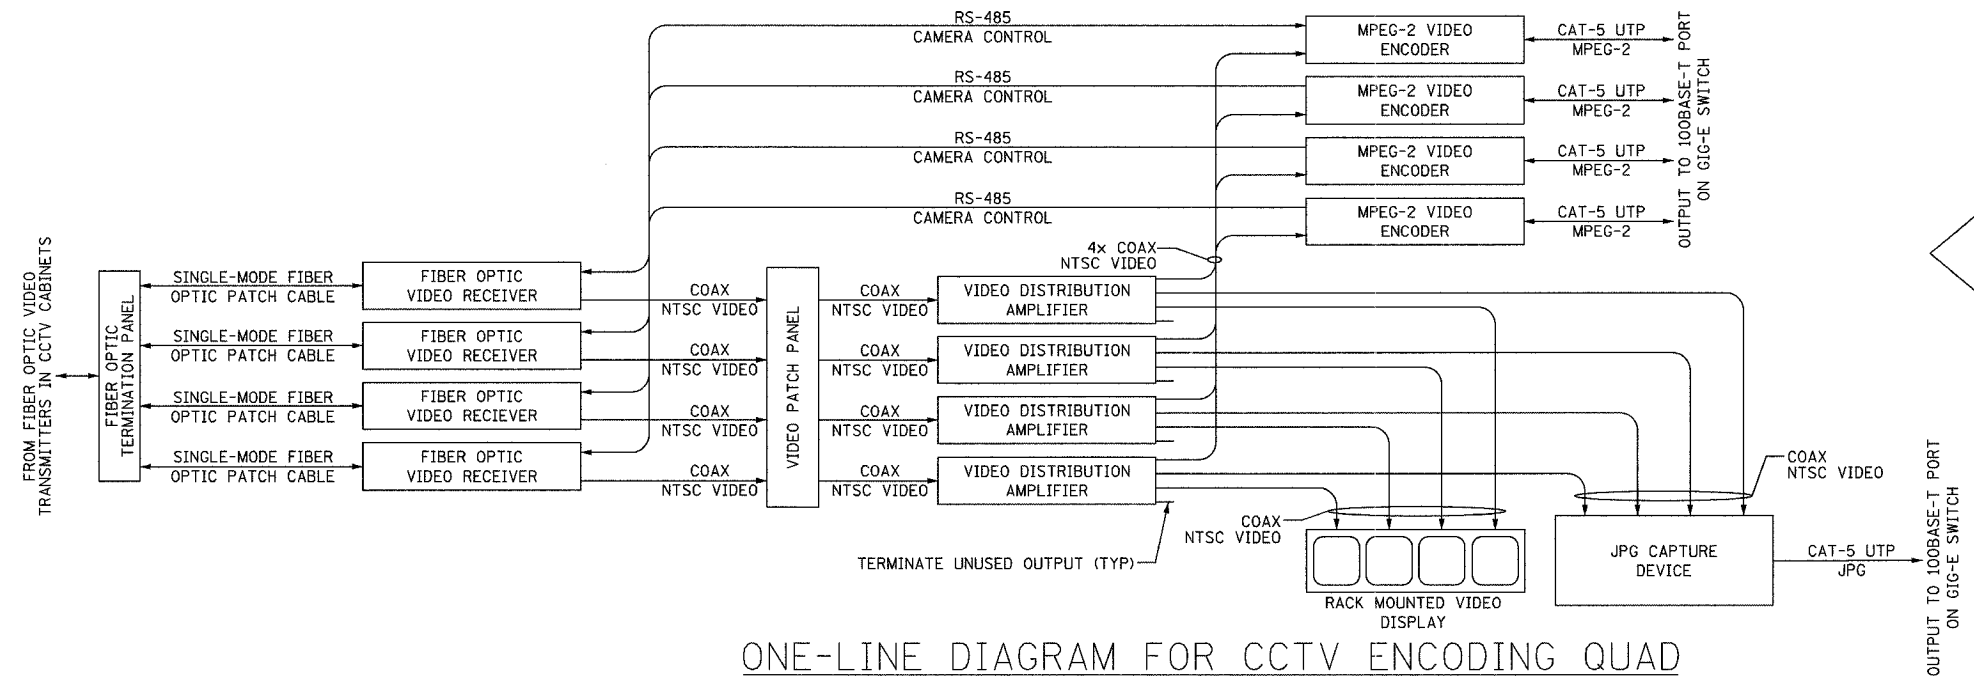 RS-485
CAMERA CONTROL
MPEG-2 VIDEO
ENCODER
CAT-5 UTP
MPEG-2
RS-485
CAMERA CONTROL
MPEG-2 VIDEO
ENCODER
CAT-5 UTP
MPEG-2
RS-485
CAMERA CONTROL
MPEG-2 VIDEO
ENCODER
CAT-5 UTP
MPEG-2
RS-485
CAMERA CONTROL
MPEG-2 VIDEO
ENCODER
CAT-5 UTP
MPEG-2
OUTPUT TO 100BASE-T PORT
ON GIG-E SWITCH
4x COAX
NTSC VIDEO
FROM FIBER OPTIC VIDEO
TRANSMITTERS IN CCTV CABINETS
FIBER OPTIC
TERMINATION PANEL
SINGLE-MODE FIBER
OPTIC PATCH CABLE
FIBER OPTIC
VIDEO RECEIVER
COAX
NTSC VIDEO
SINGLE-MODE FIBER
OPTIC PATCH CABLE
FIBER OPTIC
VIDEO RECEIVER
COAX
NTSC VIDEO
SINGLE-MODE FIBER
OPTIC PATCH CABLE
FIBER OPTIC
VIDEO RECIEVER
COAX
NTSC VIDEO
SINGLE-MODE FIBER
OPTIC PATCH CABLE
FIBER OPTIC
VIDEO RECEIVER
COAX
NTSC VIDEO
VIDEO PATCH PANEL
COAX
NTSC VIDEO
VIDEO DISTRIBUTION
AMPLIFIER
COAX
NTSC VIDEO
VIDEO DISTRIBUTION
AMPLIFIER
COAX
NTSC VIDEO
VIDEO DISTRIBUTION
AMPLIFIER
COAX
NTSC VIDEO
VIDEO DISTRIBUTION
AMPLIFIER
TERMINATE UNUSED OUTPUT (TYP)
COAX
NTSC VIDEO
RACK MOUNTED VIDEO
DISPLAY
COAX
NTSC VIDEO
JPG CAPTURE
DEVICE
CAT-5 UTP
JPG
OUTPUT TO 100BASE-T PORT
ON GIG-E SWITCH
ONE-LINE DIAGRAM FOR CCTV ENCODING QUAD